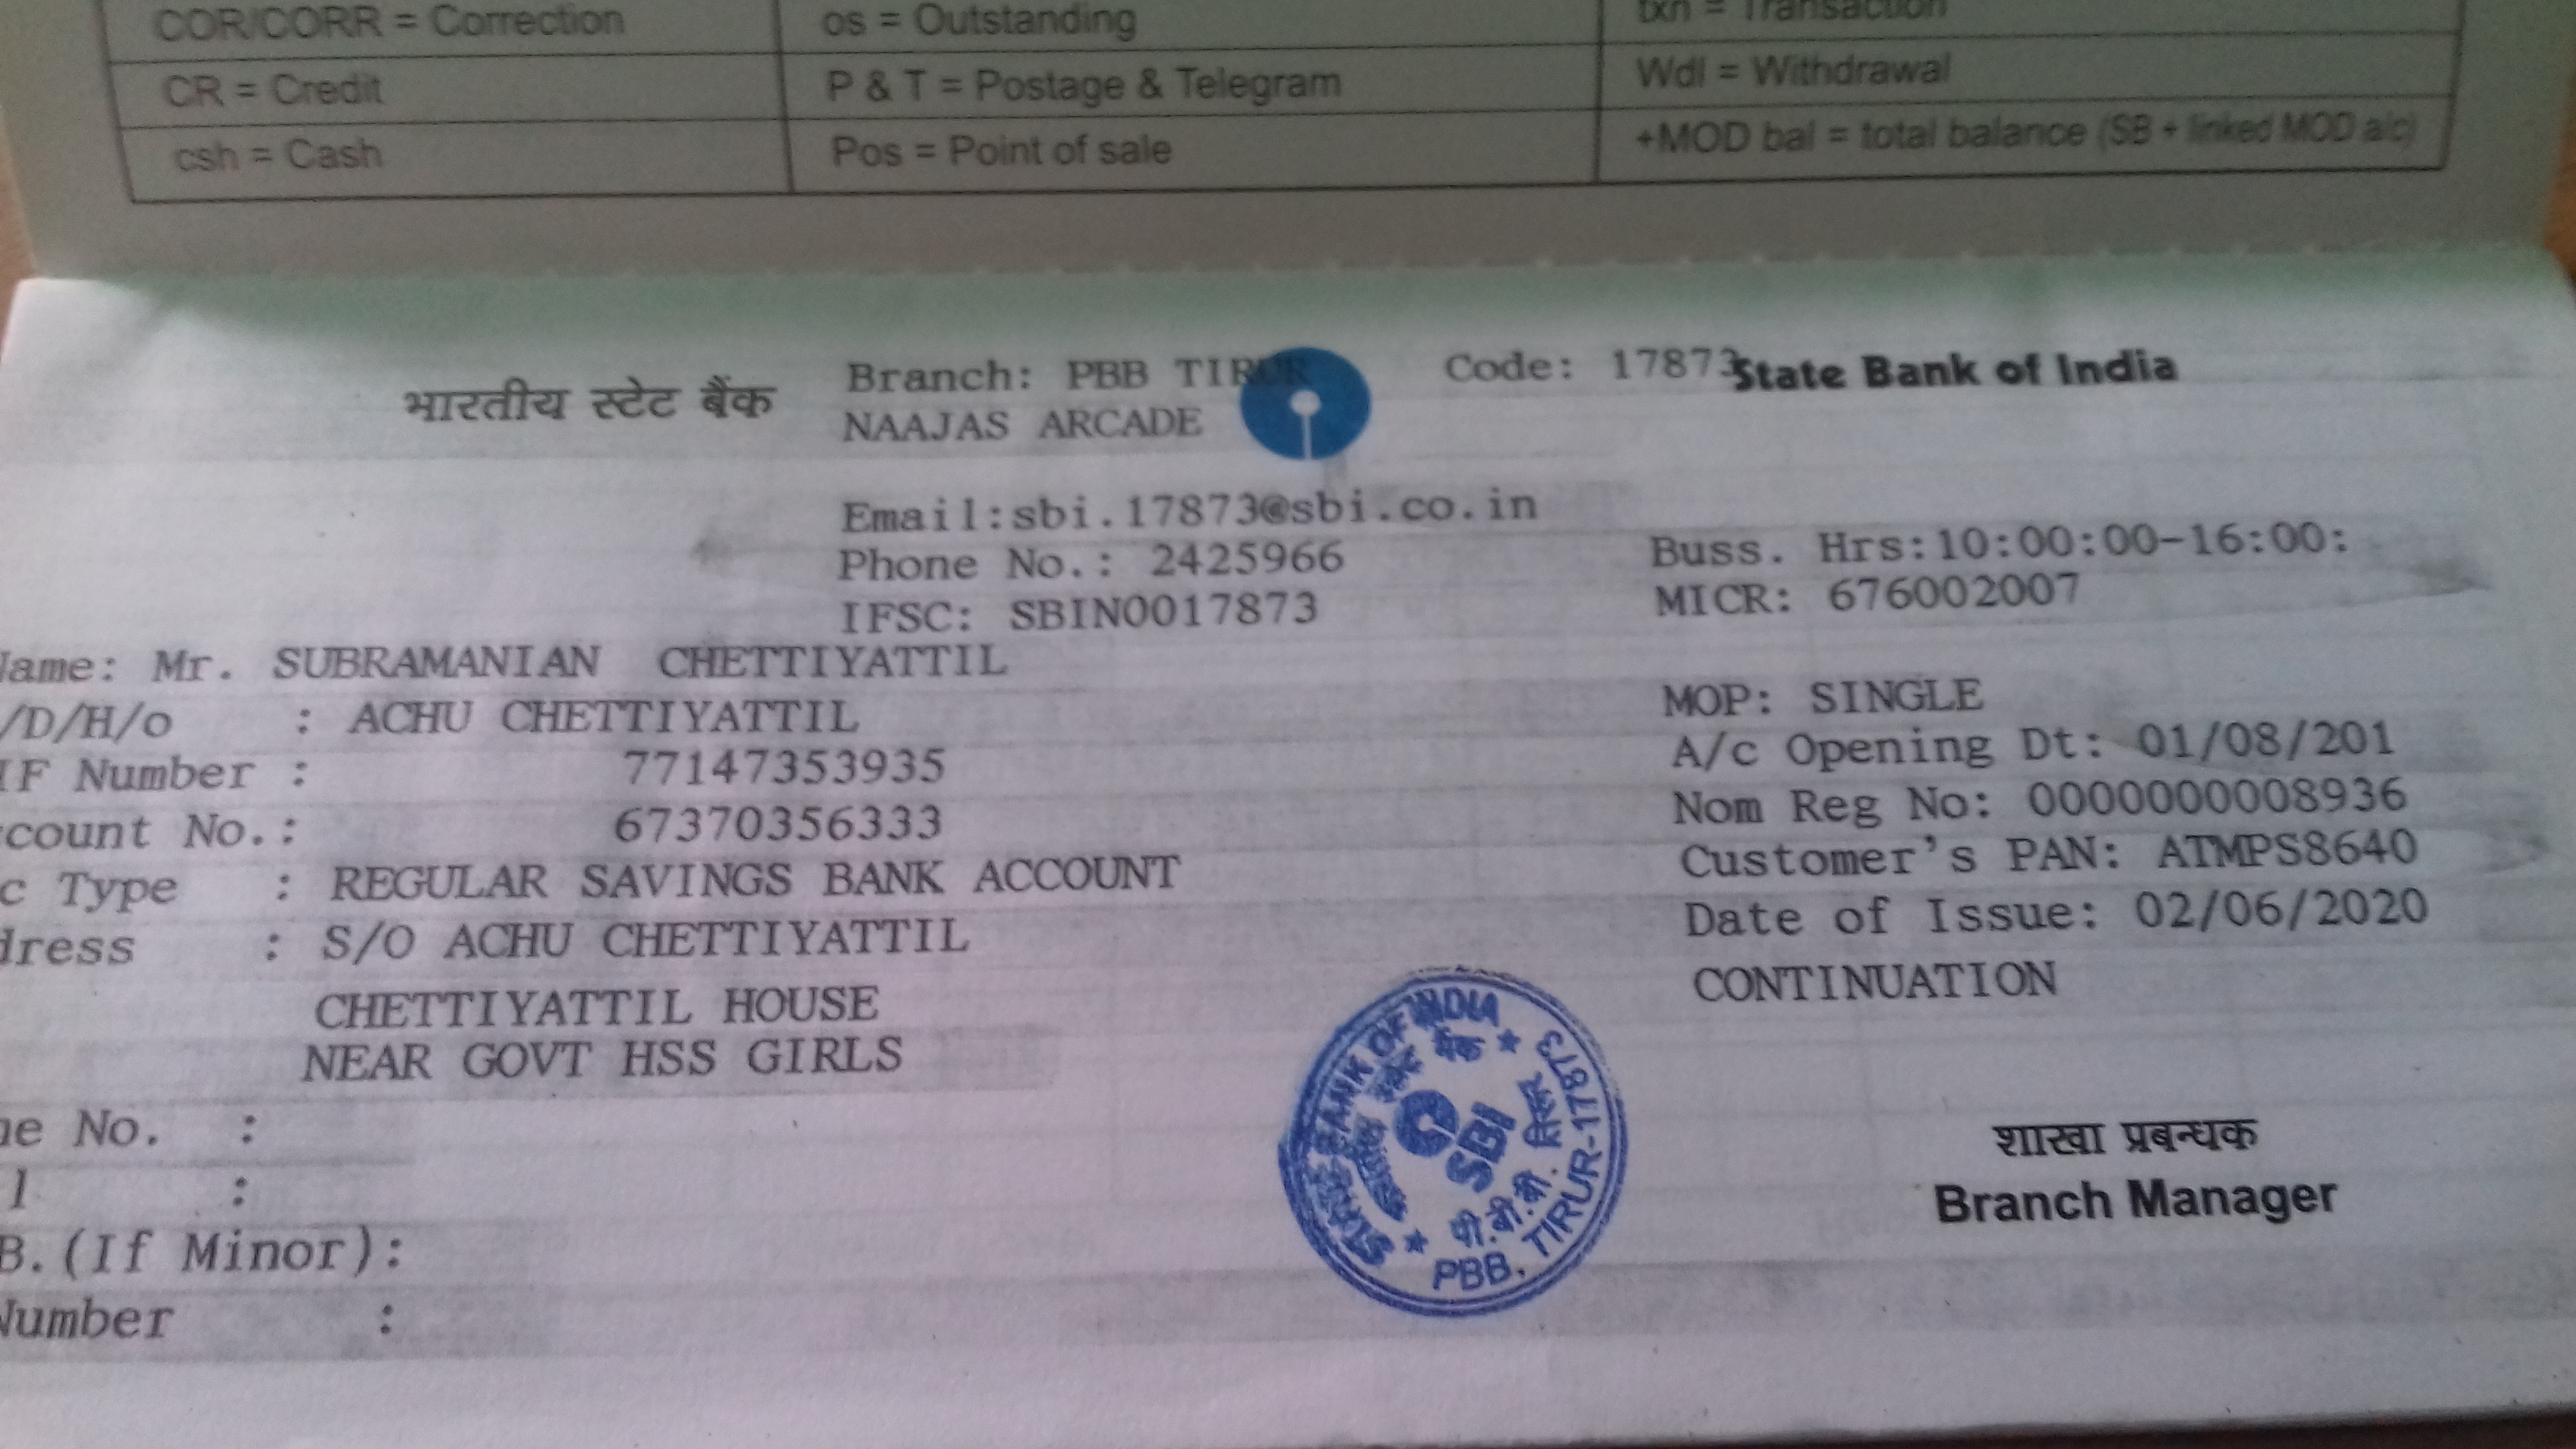 COR/CORR = Correction os = Outstanding txn = Transaction
CR = Credit P & T = Postage & Telegram Wdl = Withdrawal
csh = Cash Pos = Point of sale +MOD bal = total balance (SB + linked MOD a/c)
भारतीय स्टेट बैंक Branch: PBB TIRUR Code: 17873 State Bank of India
NAAJAS ARCADE
Email:sbi.17873@sbi.co.in
Phone No.: 2425966 Buss. Hrs:10:00:00-16:00:
IFSC: SBIN0017873 MICR: 676002007
Name: Mr. SUBRAMANIAN CHETTIYATTIL
/D/H/o : ACHU CHETTIYATTIL MOP: SINGLE
IF Number : 77147353935 A/c Opening Dt: 01/08/201
count No.: 67370356333 Nom Reg No: 0000000008936
c Type : REGULAR SAVINGS BANK ACCOUNT Customer's PAN: ATMPS8640
dress : S/O ACHU CHETTIYATTIL Date of Issue: 02/06/2020
CHETTIYATTIL HOUSE CONTINUATION
NEAR GOVT HSS GIRLS
ne No. :
l :
B.(If Minor):
Number :
STATE BANK OF INDIA
भारतीय स्टेट बैंक
SBI
पी.बी.बी. तिरूर
PBB, TIRUR-17873
शाखा प्रबन्धक
Branch Manager